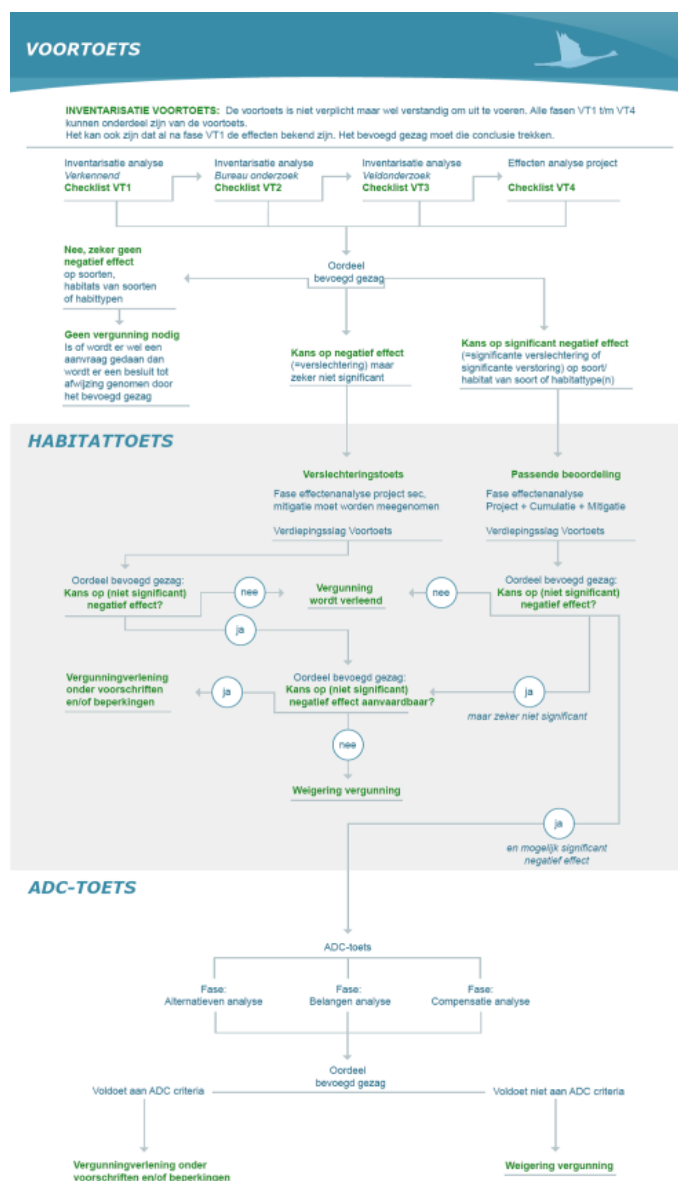 VOORTOETS
INVENTARISATIE VOORTOETS: De voortoets is niet verplicht maar wel verstandig om uit te voeren. Alle fasen VT1 t/m VT4
kunnen onderdeel zijn van de voortoets.
Het kan ook zijn dat al na fase VT1 de effecten bekend zijn. Het bevoegd gezag moet die conclusie trekken.
Inventarisatie analyse
Verkennend
Checklist VT1
Inventarisatie analyse
Bureau onderzoek
Checklist VT2
Inventarisatie analyse
Veldonderzoek
Checklist VT3
Effecten analyse project
Checklist VT4
Oordeel
bevoegd gezag
Nee, zeker geen
negatief effect
op soorten,
habitats van soorten
of habittypen
Geen vergunning nodig
Is of wordt er wel een
aanvraag gedaan dan
wordt er een besluit tot
afwijzing genomen door
het bevoegd gezag
Kans op negatief effect
(=verslechtering) maar
zeker niet significant
Kans op significant negatief effect
(=significante verslechtering of
significante verstoring) op soort/
habitat van soort of habitattype(n)
HABITATTOETS
Verslechteringstoets
Fase effectenanalyse project sec,
mitigatie moet worden meegenomen
Verdiepingsslag Voortoets
Passende beoordeling
Fase effectenanalyse
Project + Cumulatie + Mitigatie
Verdiepingsslag Voortoets
Oordeel bevoegd gezag:
Kans op (niet significant)
negatief effect?
nee
Vergunning
wordt verleend
nee
Oordeel bevoegd gezag:
Kans op (niet significant)
negatief effect?
ja
Vergunningverlening
onder voorschriften
en/of beperkingen
ja
Oordeel bevoegd gezag:
Kans op (niet significant)
negatief effect aanvaardbaar?
ja
maar zeker niet significant
nee
Weigering vergunning
ja
en mogelijk significant
negatief effect
ADC-TOETS
ADC-toets
Fase:
Alternatieven analyse
Fase:
Belangen analyse
Fase:
Compensatie analyse
Oordeel
bevoegd gezag
Voldoet aan ADC criteria
Voldoet niet aan ADC criteria
Vergunningverlening onder
voorschriften en/of beperkingen
Weigering vergunning